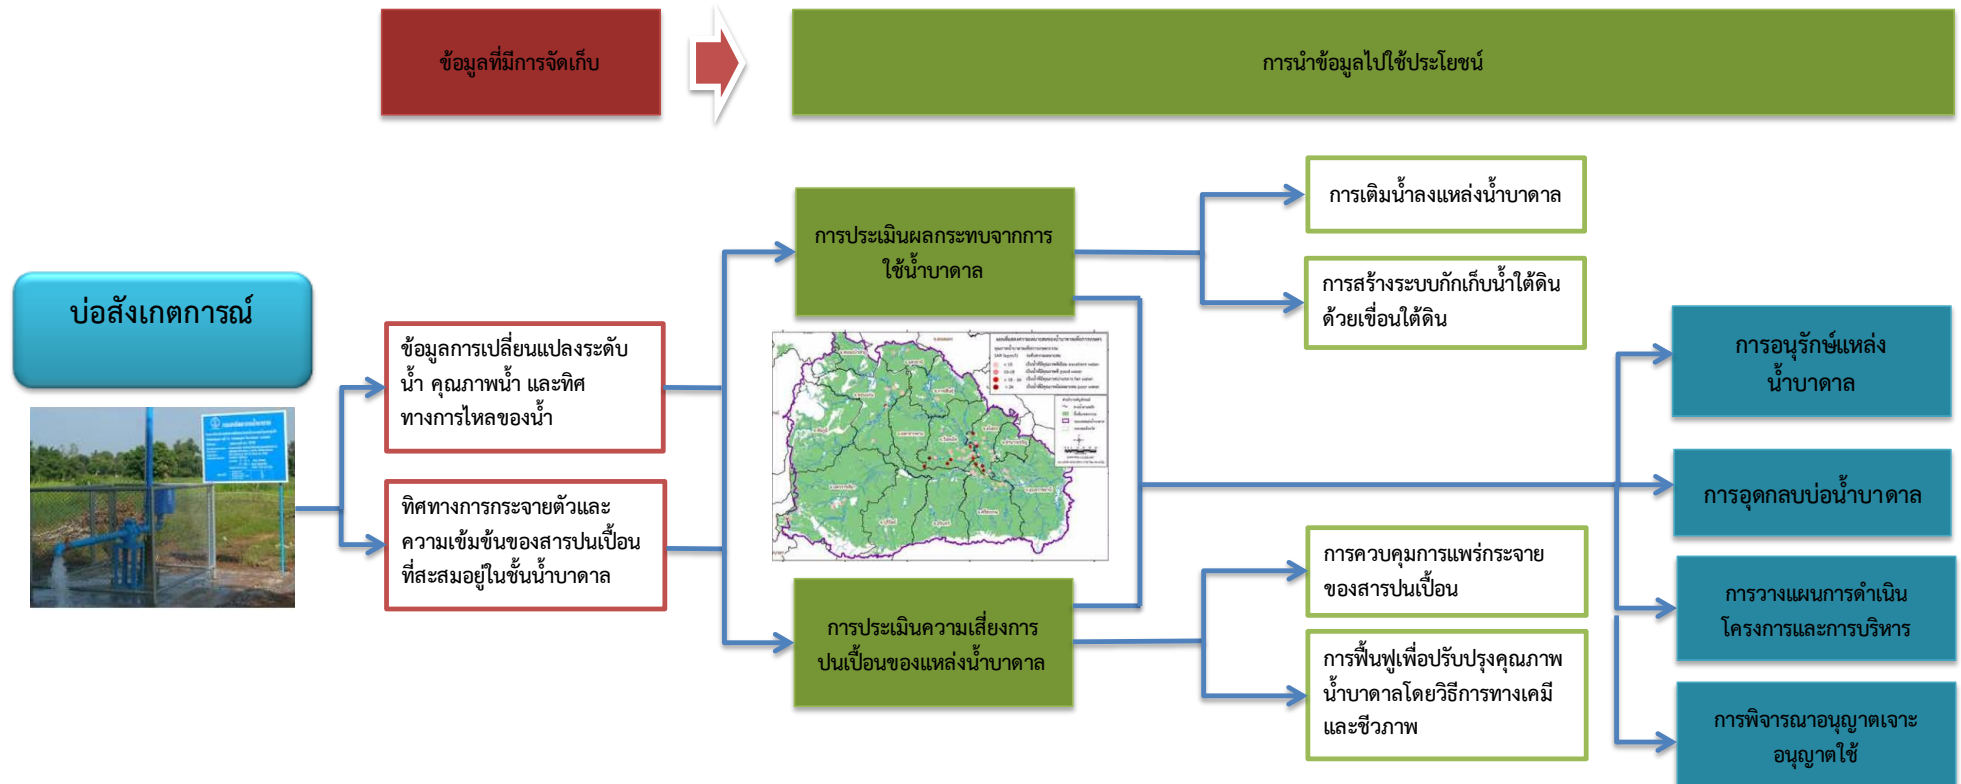 ข้อมูลที่มีการจัดเก็บ
การนำข้อมูลไปใช้ประโยชน์
บ่อสังเกตการณ์
ข้อมูลการเปลี่ยนแปลงระดับ
น้ำ คุณภาพน้ำ และทิศ
ทางการไหลของน้ำ
ทิศทางการกระจายตัวและ
ความเข้มข้นของสารปนเปื้อน
ที่สะสมอยู่ในชั้นน้ำบาดาล
การประเมินผลกระทบจากการ
ใช้น้ำบาดาล
การประเมินความเสี่ยงการ
ปนเปื้อนของแหล่งน้ำบาดาล
การเติมน้ำลงแหล่งน้ำบาดาล
การสร้างระบบกักเก็บน้ำใต้ดิน
ด้วยเขื่อนใต้ดิน
การควบคุมการแพร่กระจาย
ของสารปนเปื้อน
การฟื้นฟูเพื่อปรับปรุงคุณภาพ
น้ำบาดาลโดยวิธีการทางเคมี
และชีวภาพ
การอนุรักษ์แหล่ง
น้ำบาดาล
การอุดกลบบ่อน้ำบาดาล
การวางแผนการดำเนิน
โครงการและการบริหาร
การพิจารณาอนุญาตเจาะ
อนุญาตใช้